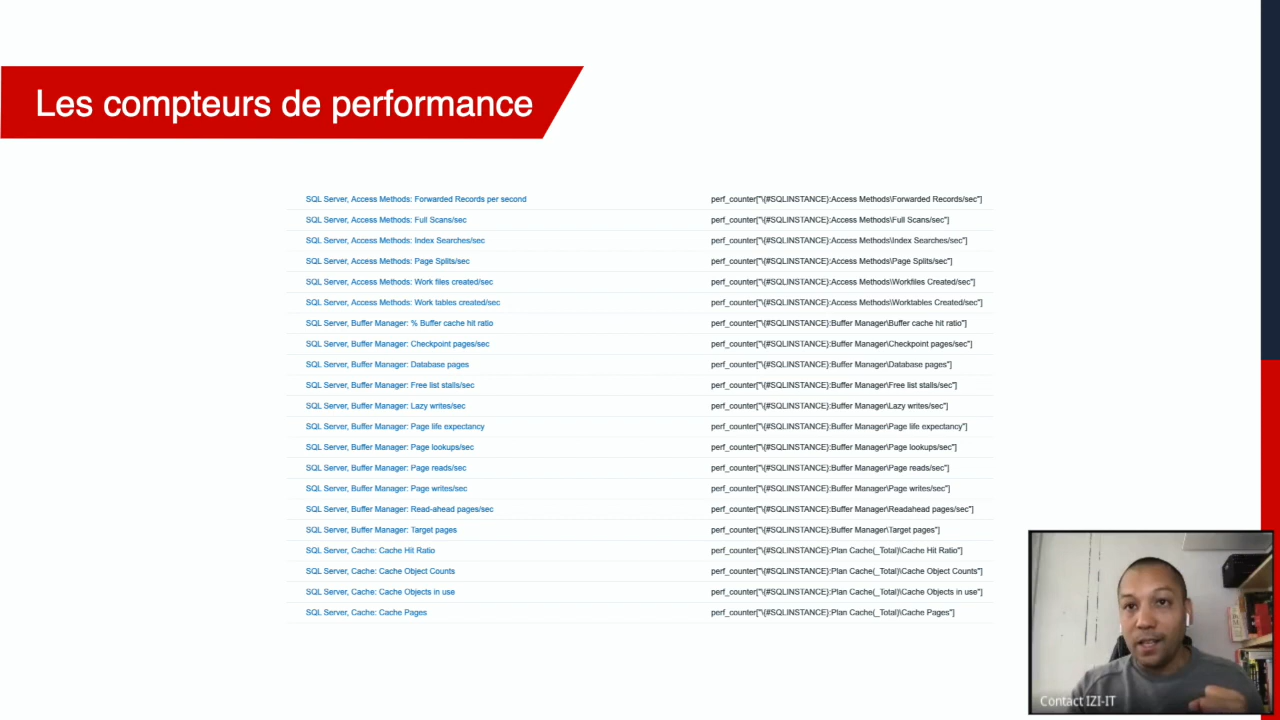 Les compteurs de performance
SQL Server, Access Methods: Forwarded Records per second perf_counter["\{#SQLINSTANCE}:Access Methods\Forwarded Records/sec"]
SQL Server, Access Methods: Full Scans/sec perf_counter["\{#SQLINSTANCE}:Access Methods\Full Scans/sec"]
SQL Server, Access Methods: Index Searches/sec perf_counter["\{#SQLINSTANCE}:Access Methods\Index Searches/sec"]
SQL Server, Access Methods: Page Splits/sec perf_counter["\{#SQLINSTANCE}:Access Methods\Page Splits/sec"]
SQL Server, Access Methods: Work files created/sec perf_counter["\{#SQLINSTANCE}:Access Methods\Workfiles Created/sec"]
SQL Server, Access Methods: Work tables created/sec perf_counter["\{#SQLINSTANCE}:Access Methods\Worktables Created/sec"]
SQL Server, Buffer Manager: % Buffer cache hit ratio perf_counter["\{#SQLINSTANCE}:Buffer Manager\Buffer cache hit ratio"]
SQL Server, Buffer Manager: Checkpoint pages/sec perf_counter["\{#SQLINSTANCE}:Buffer Manager\Checkpoint pages/sec"]
SQL Server, Buffer Manager: Database pages perf_counter["\{#SQLINSTANCE}:Buffer Manager\Database pages"]
SQL Server, Buffer Manager: Free list stalls/sec perf_counter["\{#SQLINSTANCE}:Buffer Manager\Free list stalls/sec"]
SQL Server, Buffer Manager: Lazy writes/sec perf_counter["\{#SQLINSTANCE}:Buffer Manager\Lazy writes/sec"]
SQL Server, Buffer Manager: Page life expectancy perf_counter["\{#SQLINSTANCE}:Buffer Manager\Page life expectancy"]
SQL Server, Buffer Manager: Page lookups/sec perf_counter["\{#SQLINSTANCE}:Buffer Manager\Page lookups/sec"]
SQL Server, Buffer Manager: Page reads/sec perf_counter["\{#SQLINSTANCE}:Buffer Manager\Page reads/sec"]
SQL Server, Buffer Manager: Page writes/sec perf_counter["\{#SQLINSTANCE}:Buffer Manager\Page writes/sec"]
SQL Server, Buffer Manager: Read-ahead pages/sec perf_counter["\{#SQLINSTANCE}:Buffer Manager\Readahead pages/sec"]
SQL Server, Buffer Manager: Target pages perf_counter["\{#SQLINSTANCE}:Buffer Manager\Target pages"]
SQL Server, Cache: Cache Hit Ratio perf_counter["\{#SQLINSTANCE}:Plan Cache(_Total)\Cache Hit Ratio"]
SQL Server, Cache: Cache Object Counts perf_counter["\{#SQLINSTANCE}:Plan Cache(_Total)\Cache Object Counts"]
SQL Server, Cache: Cache Objects in use perf_counter["\{#SQLINSTANCE}:Plan Cache(_Total)\Cache Objects in use"]
SQL Server, Cache: Cache Pages perf_counter["\{#SQLINSTANCE}:Plan Cache(_Total)\Cache Pages"]
Contact IZI-IT